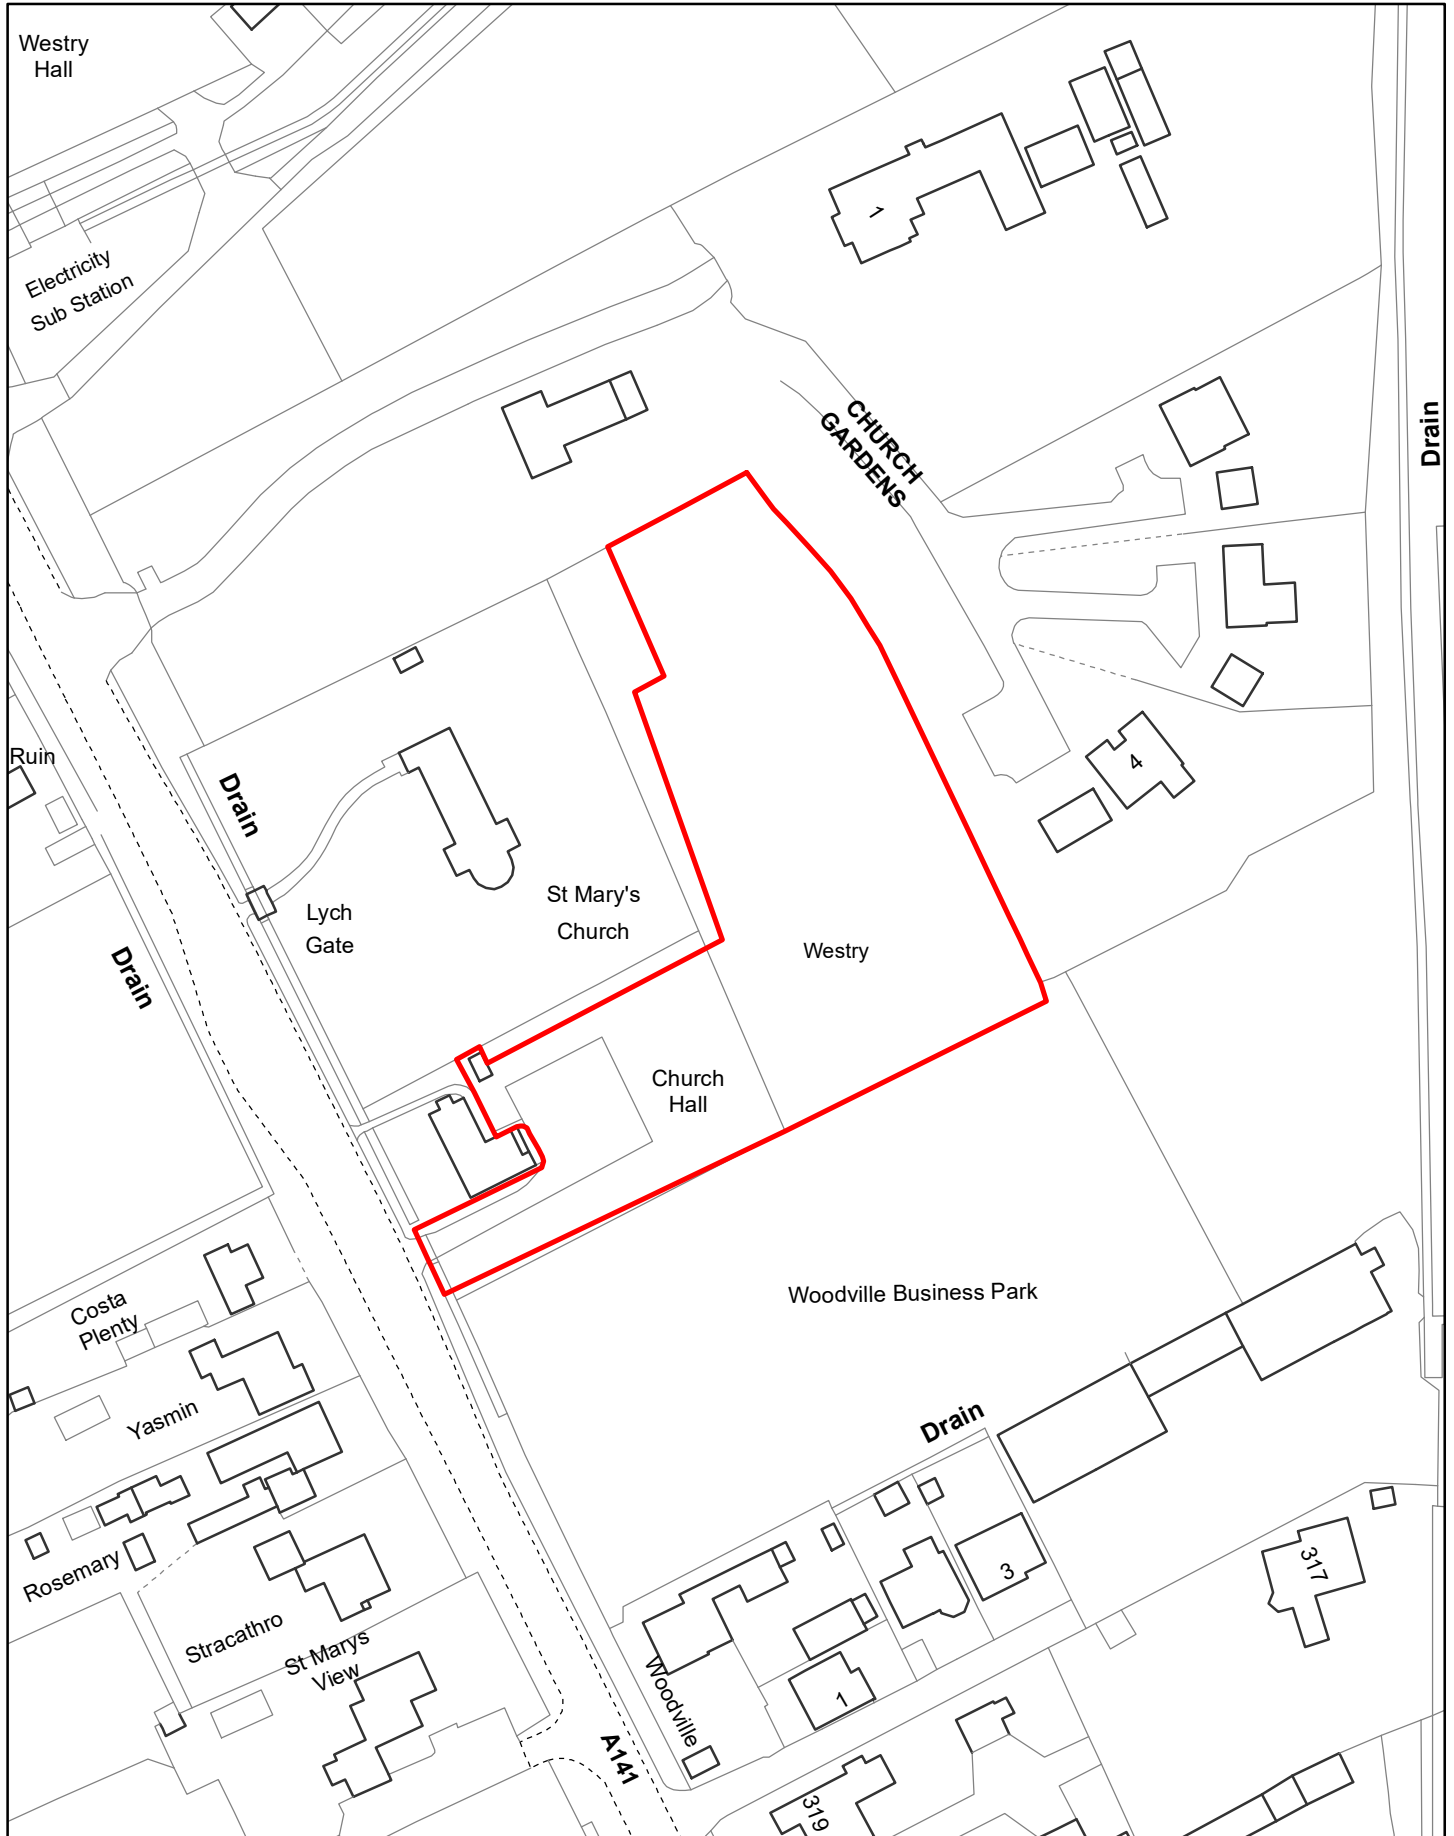 Westry
Hall
1
Electricity
Sub Station
CHURCH
GARDENS
Drain
Ruin
Drain
4
Lych
Gate
St Mary's
Church
Westry
Drain
Church
Hall
Costa
Plenty
Woodville Business Park
Yasmin
Drain
Rosemary
3
317
Stracathro
St Marys
View
Woodville
1
A141
319